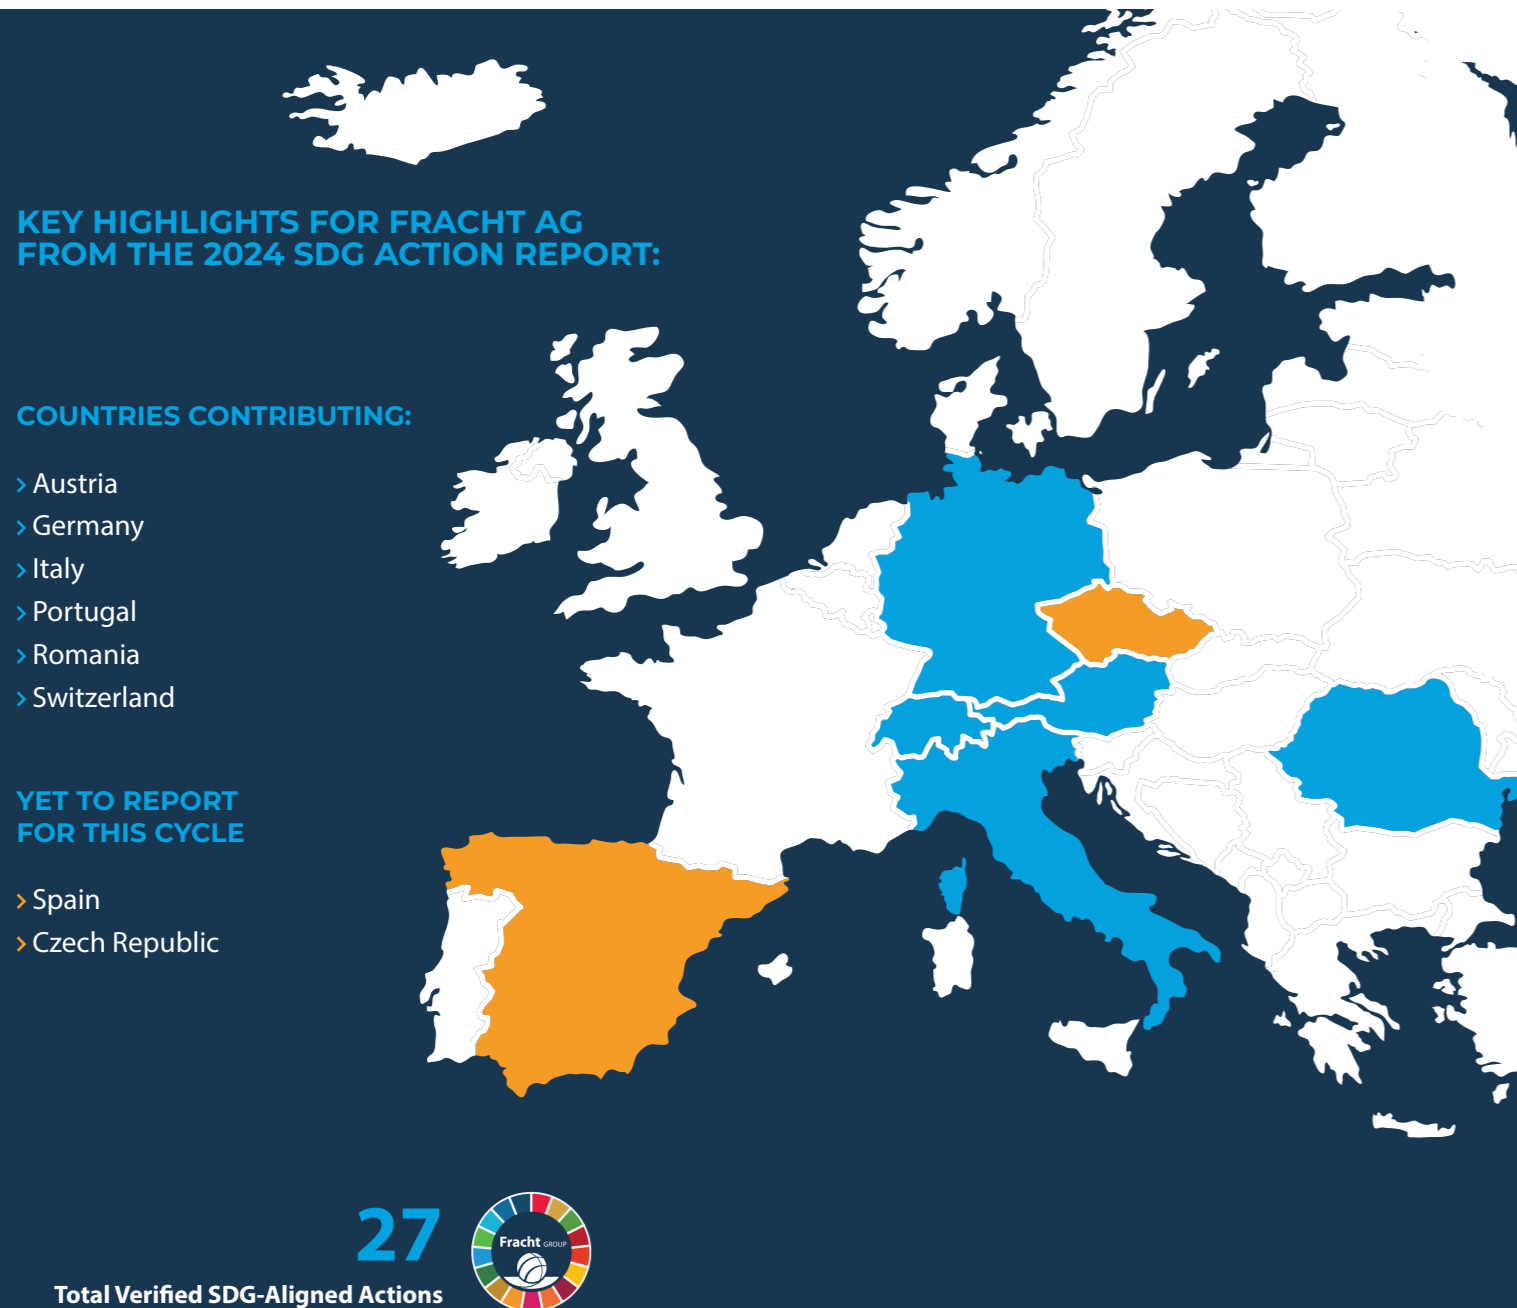 KEY HIGHLIGHTS FOR FRACHT AG
FROM THE 2024 SDG ACTION REPORT:
COUNTRIES CONTRIBUTING:
› Austria
› Germany
› Italy
› Portugal
› Romania
› Switzerland
YET TO REPORT
FOR THIS CYCLE
› Spain
› Czech Republic
27
Total Verified SDG-Aligned Actions
Fracht GROUP